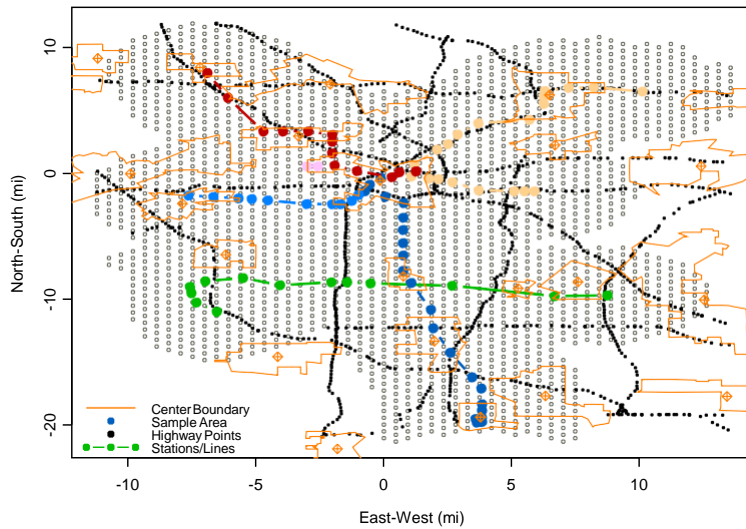 10
0
-10
-20
North-South (mi)
Center Boundary
Sample Area
Highway Points
Stations/Lines
-10 -5 0 5 10
East-West (mi)